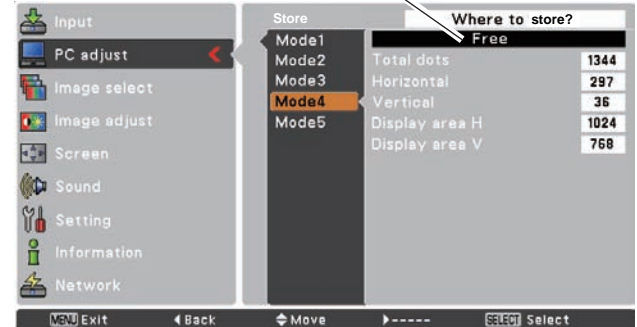 Input
PC adjust
Image select
Image adjust
Screen
Sound
Setting
Information
Network
Store
Mode1
Mode2
Mode3
Mode4
Mode5
Where to store?
Free
Total dots 1344
Horizontal 297
Vertical 36
Display area H 1024
Display area V 768
MENU Exit Back Move ----- SELECT Select